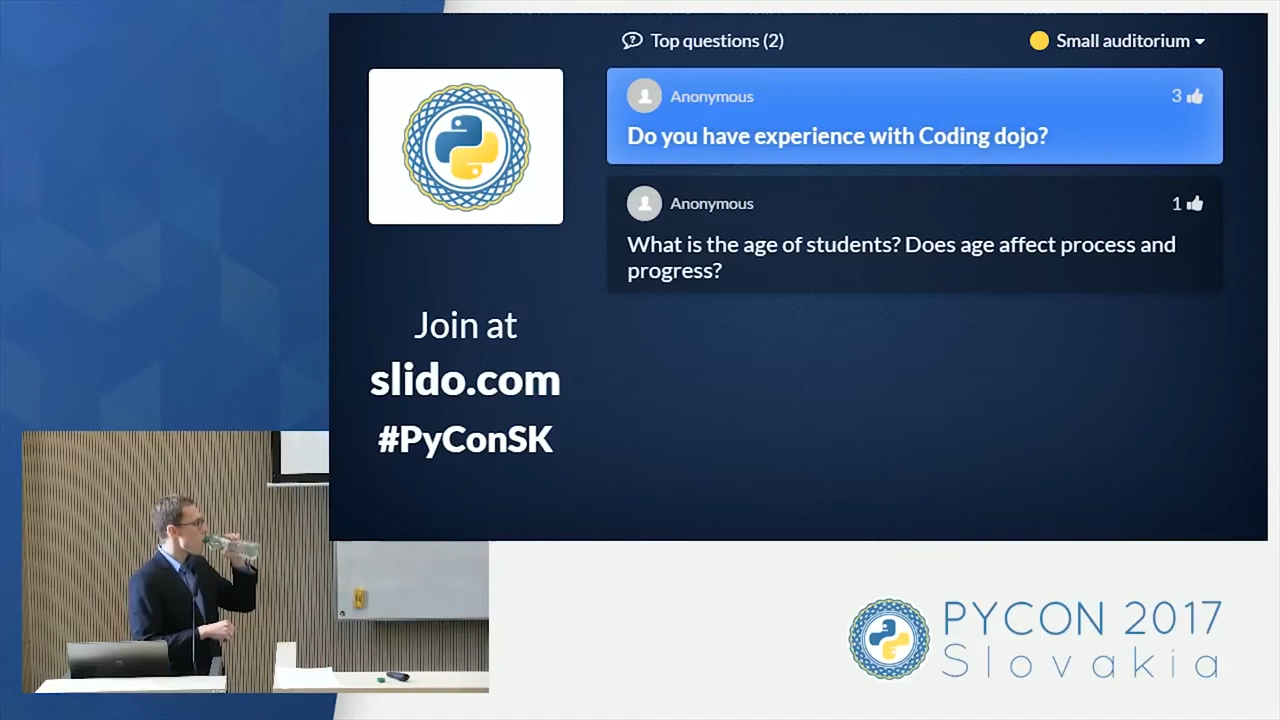 Top questions (2)
Small auditorium
Anonymous
3
Do you have experience with Coding dojo?
Anonymous
1
What is the age of students? Does age affect process and
progress?
Join at
slido.com
#PyConSK
PYCON 2017
Slovakia